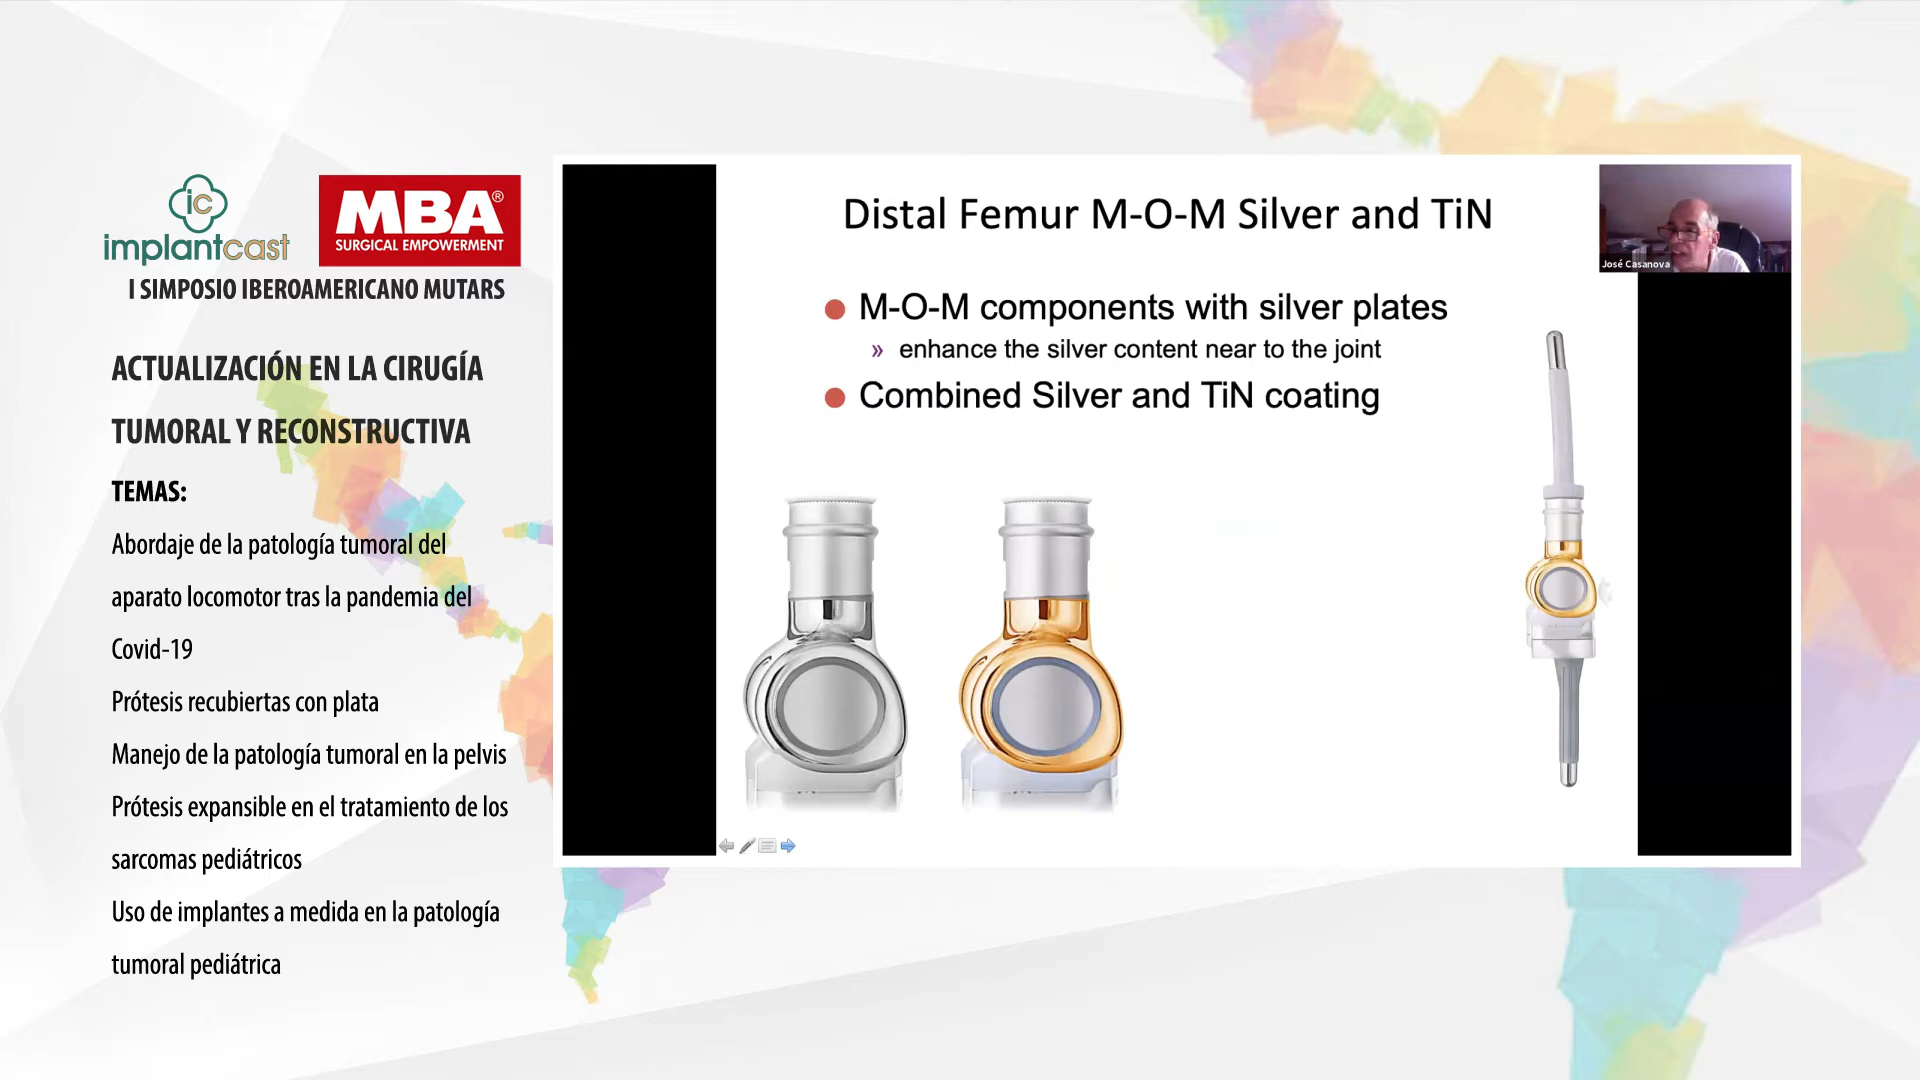 ic
implantcast
MBA®
SURGICAL EMPOWERMENT
I SIMPOSIO IBEROAMERICANO MUTARS
ACTUALIZACIÓN EN LA CIRUGÍA
TUMORAL Y RECONSTRUCTIVA
TEMAS:
Abordaje de la patología tumoral del
aparato locomotor tras la pandemia del
Covid-19
Prótesis recubiertas con plata
Manejo de la patología tumoral en la pelvis
Prótesis expansible en el tratamiento de los
sarcomas pediátricos
Uso de implantes a medida en la patología
tumoral pediátrica
Distal Femur M-O-M Silver and TiN
M-O-M components with silver plates
» enhance the silver content near to the joint
Combined Silver and TiN coating
José Casanova